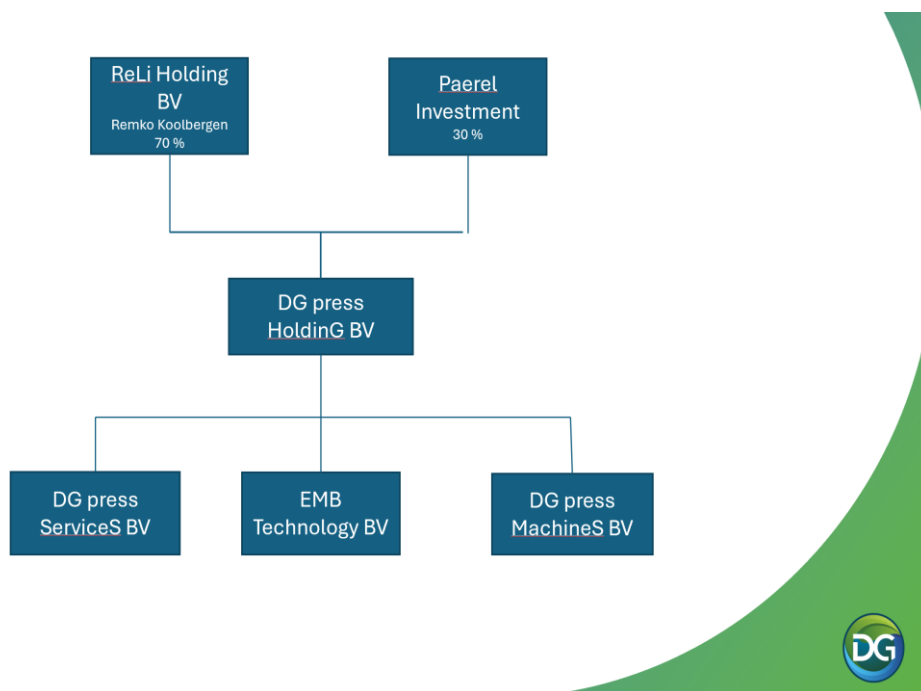 ReLi Holding
BV
Remko Koolbergen
70 %
Paerel
Investment
30 %
DG press
HoldinG BV
DG press
ServiceS BV
EMB
Technology BV
DG press
MachineS BV
DG